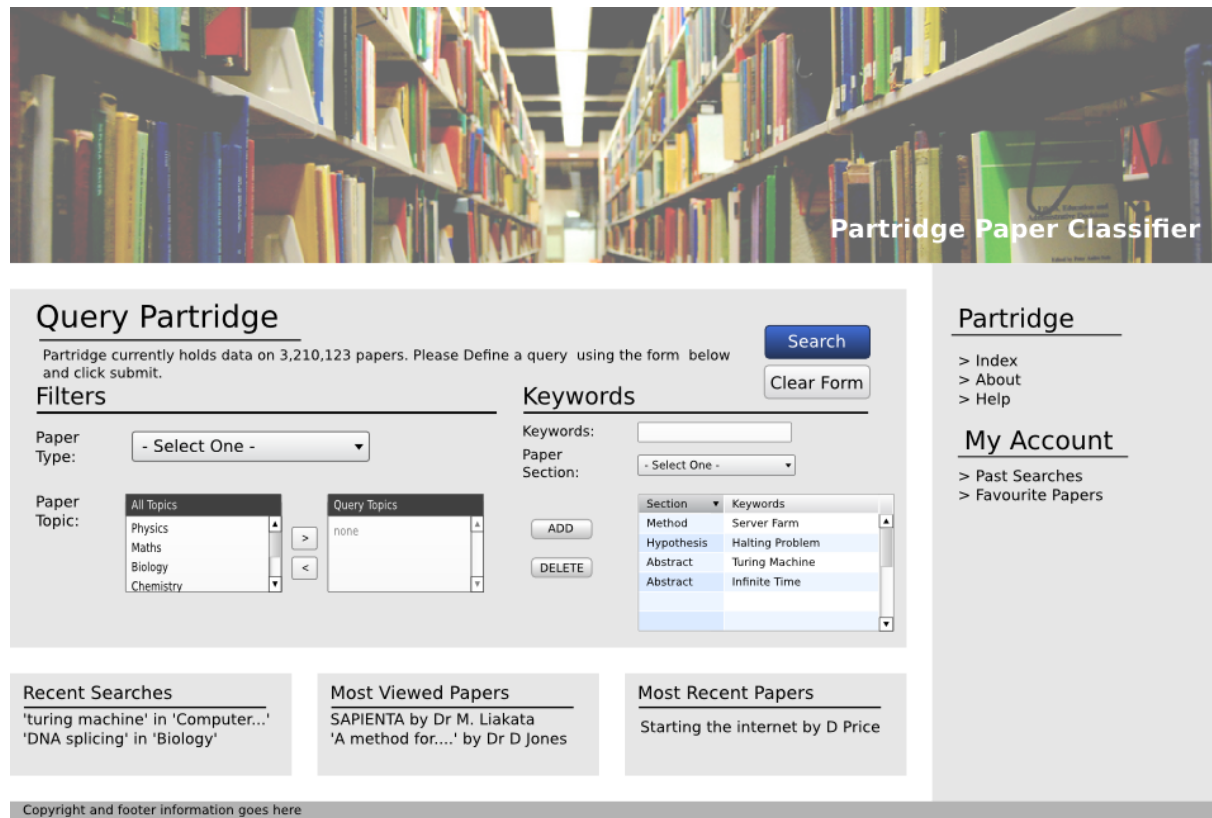 Partridge Paper Classifier
Query Partridge
Partridge currently holds data on 3,210,123 papers. Please Define a query using the form below
and click submit.
Search
Clear Form
Filters
Paper
Type:
- Select One -
Paper
Topic:
All Topics
Physics
Maths
Biology
Chemistry
>
<
Query Topics
none
Keywords
Keywords:
Paper
Section:
- Select One -
ADD
DELETE
Section Keywords
Method Server Farm
Hypothesis Halting Problem
Abstract Turing Machine
Abstract Infinite Time
Partridge
> Index
> About
> Help
My Account
> Past Searches
> Favourite Papers
Recent Searches
'turing machine' in 'Computer...'
'DNA splicing' in 'Biology'
Most Viewed Papers
SAPIENTA by Dr M. Liakata
'A method for....' by Dr D Jones
Most Recent Papers
Starting the internet by D Price
Copyright and footer information goes here